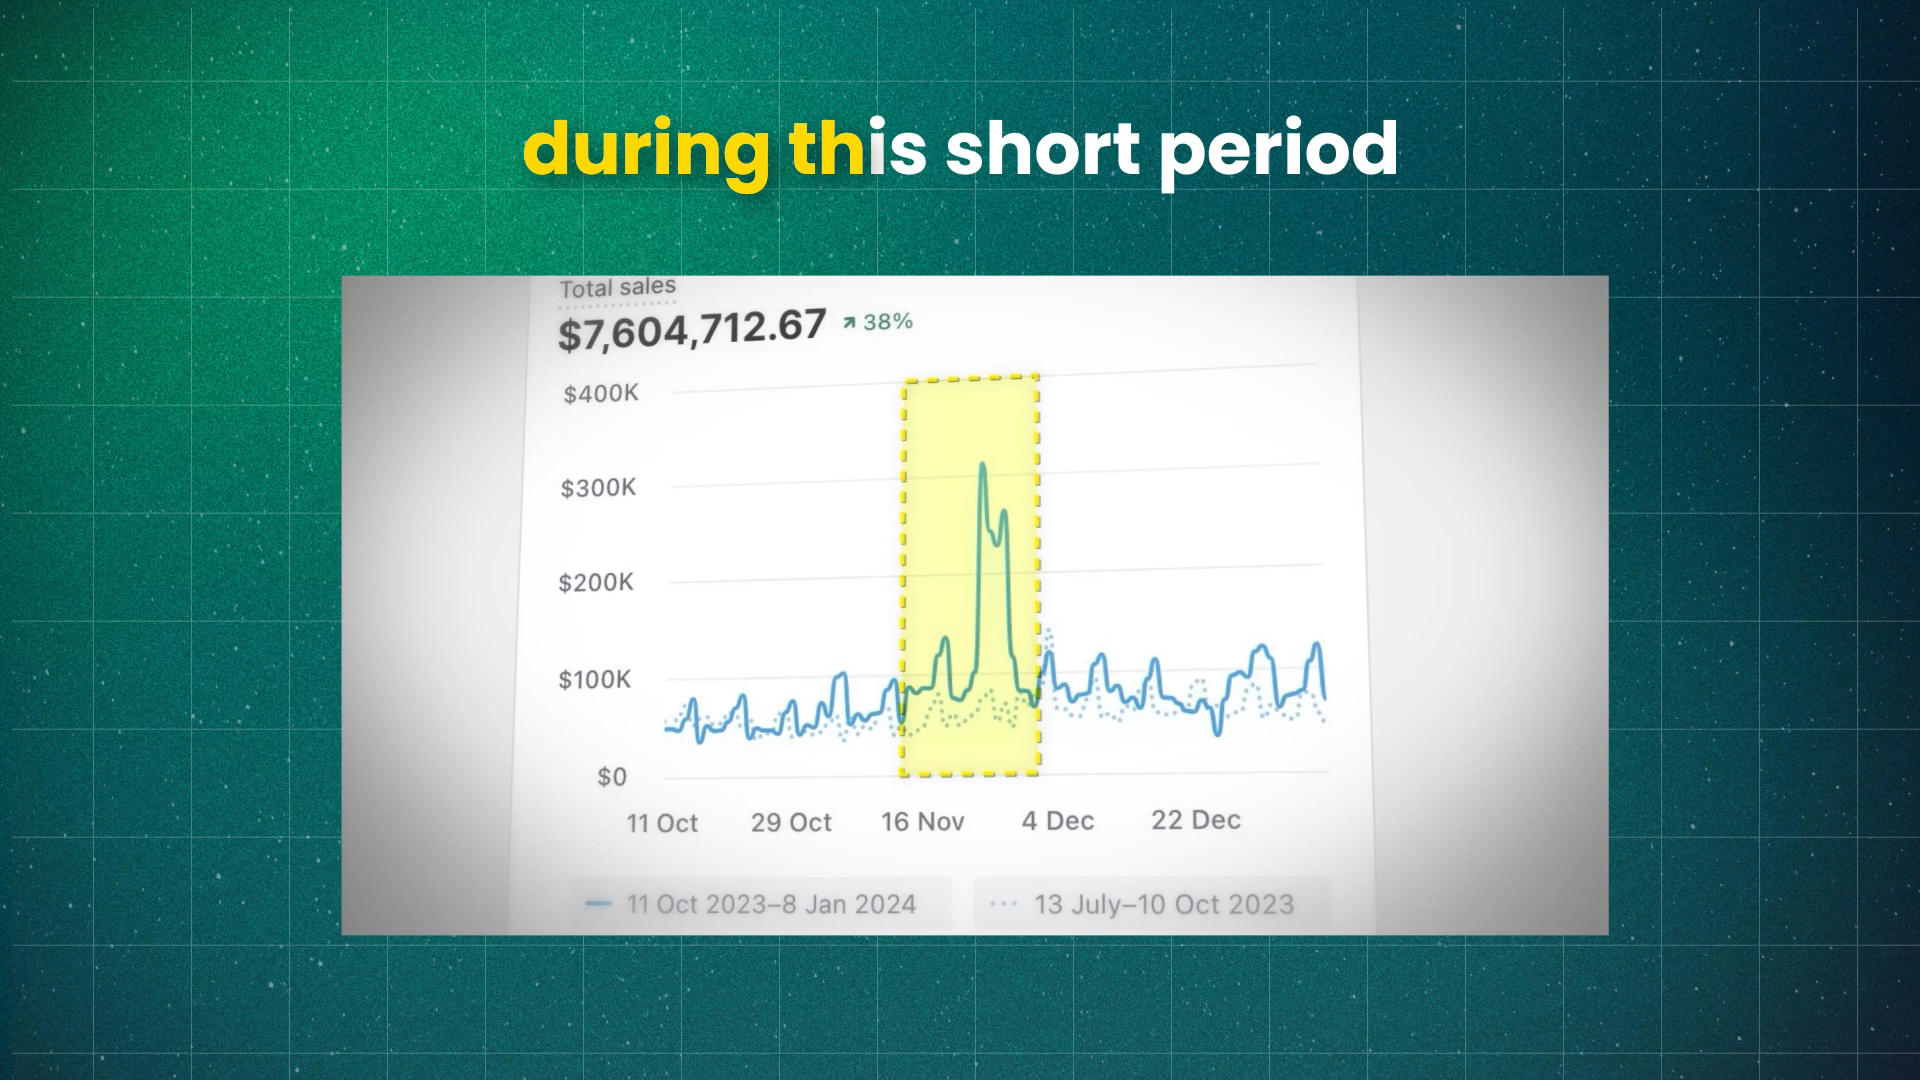 during this short period
Total sales
$7,604,712.67 38%
$400K
$300K
$200K
$100K
$0
11 Oct 29 Oct 16 Nov 4 Dec 22 Dec
11 Oct 2023–8 Jan 2024 13 July–10 Oct 2023